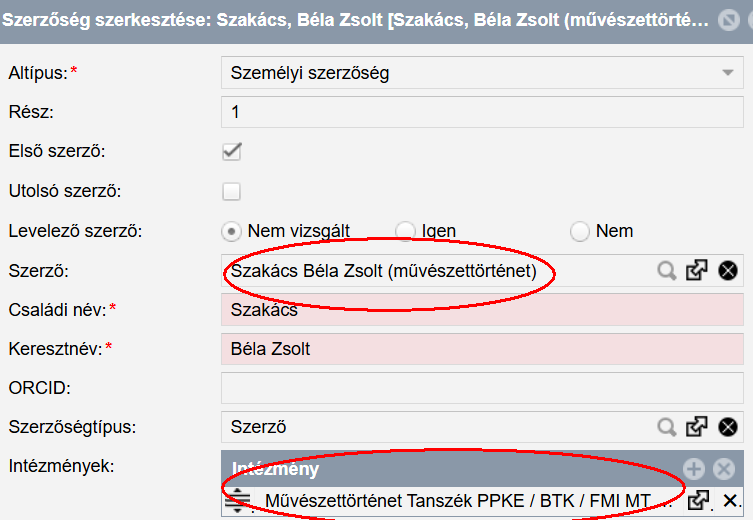 Szerzőség szerkesztése: Szakács, Béla Zsolt [Szakács, Béla Zsolt (művészettörté...
Altípus:* Személyi szerzőség
Rész: 1
Első szerző:
Utolsó szerző:
Levelező szerző: Nem vizsgált Igen Nem
Szerző: Szakács Béla Zsolt (művészettörténet)
Családi név:* Szakács
Keresztnév:* Béla Zsolt
ORCID:
Szerzőségtípus: Szerző
Intézmények: Intézmény
Művészettörténet Tanszék PPKE / BTK / FMI MT ...